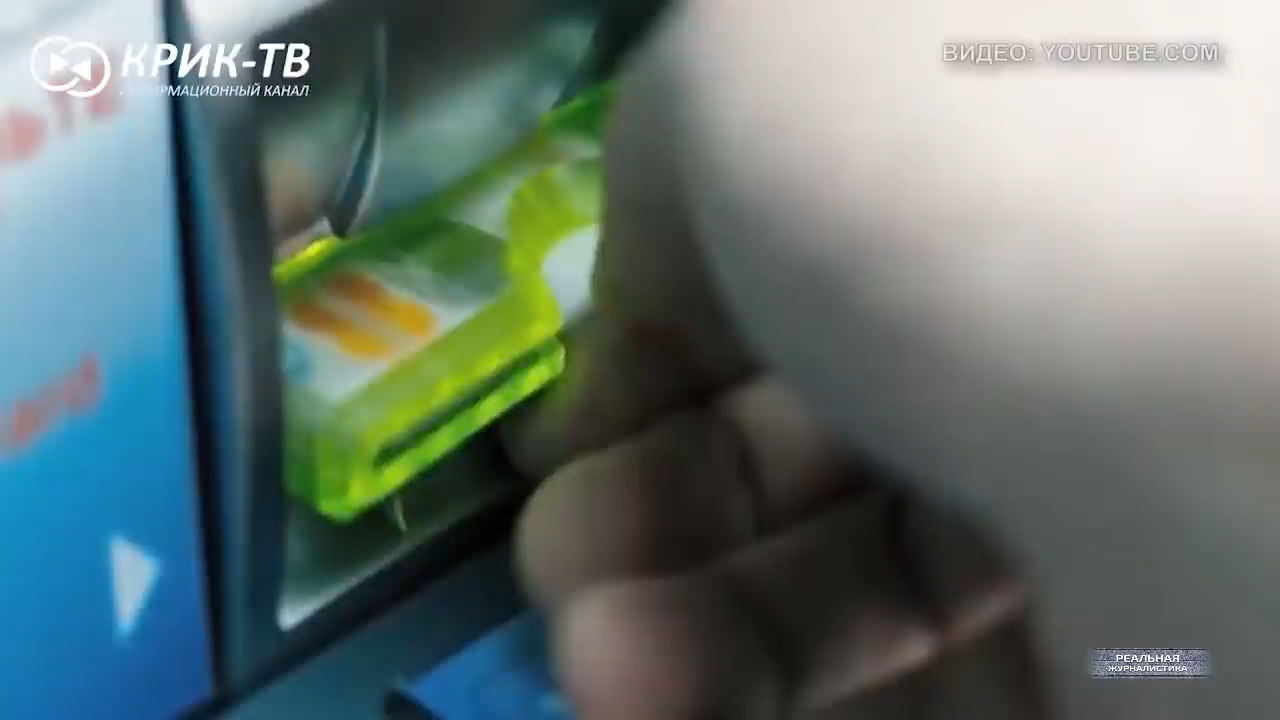 КРИК-ТВ
ИНФОРМАЦИОННЫЙ КАНАЛ
ВИДЕО: YOUTUBE.COM
РЕАЛЬНАЯ
ЖУРНАЛИСТИКА